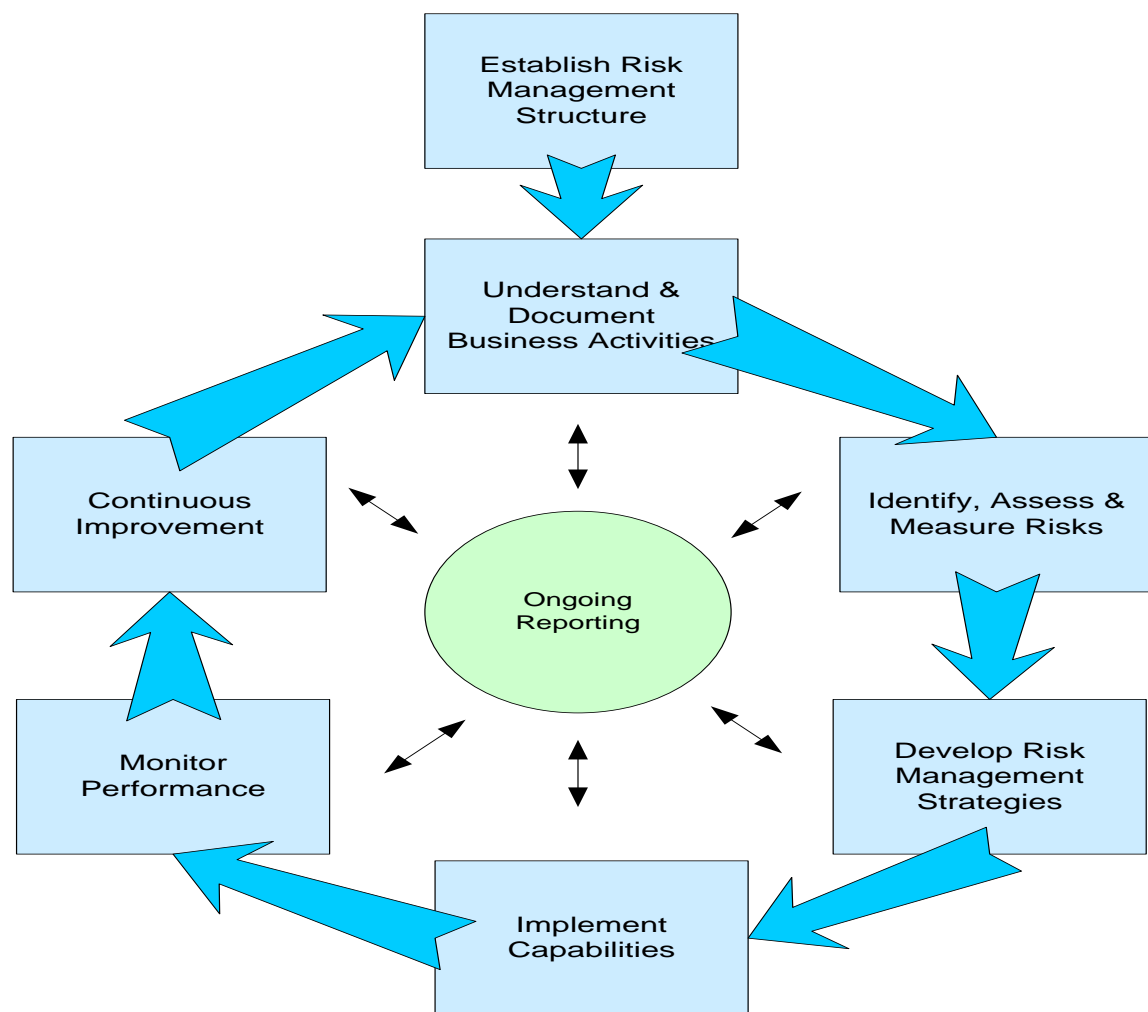 Establish Risk
Management
Structure
Understand &
Document
Business Activities
Identify, Assess &
Measure Risks
Develop Risk
Management
Strategies
Implement
Capabilities
Monitor
Performance
Continuous
Improvement
Ongoing
Reporting